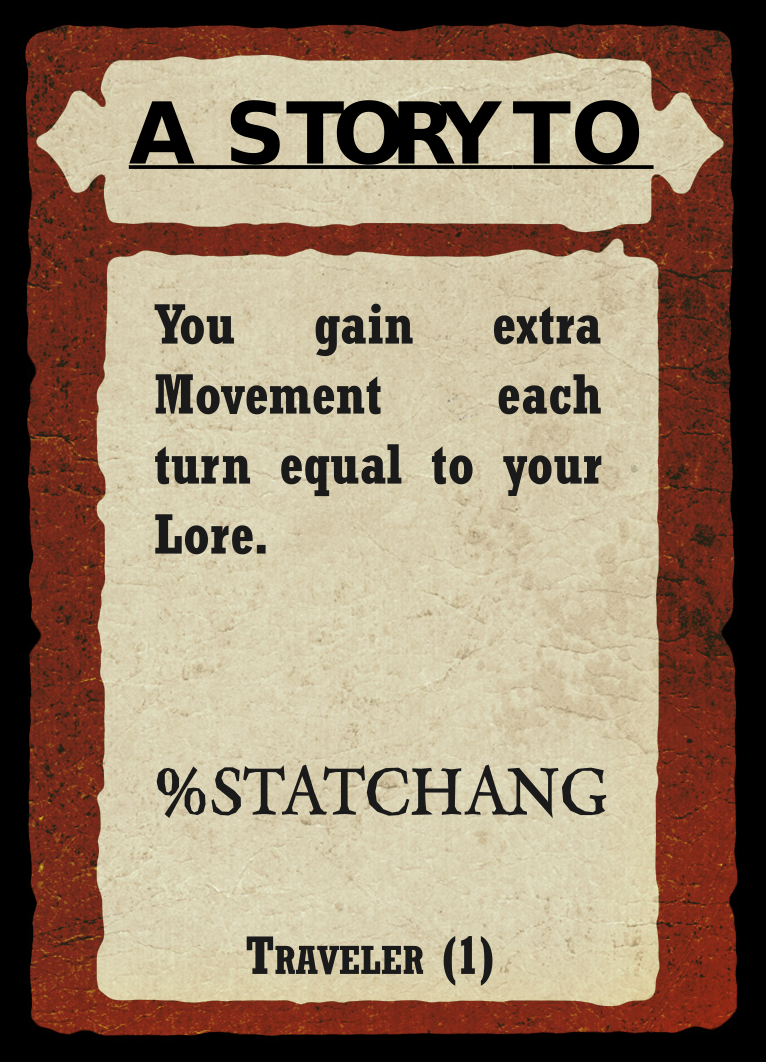 A STORY TO
You gain extra
Movement each
turn equal to your
Lore.
%STATCHANG
Traveler (1)